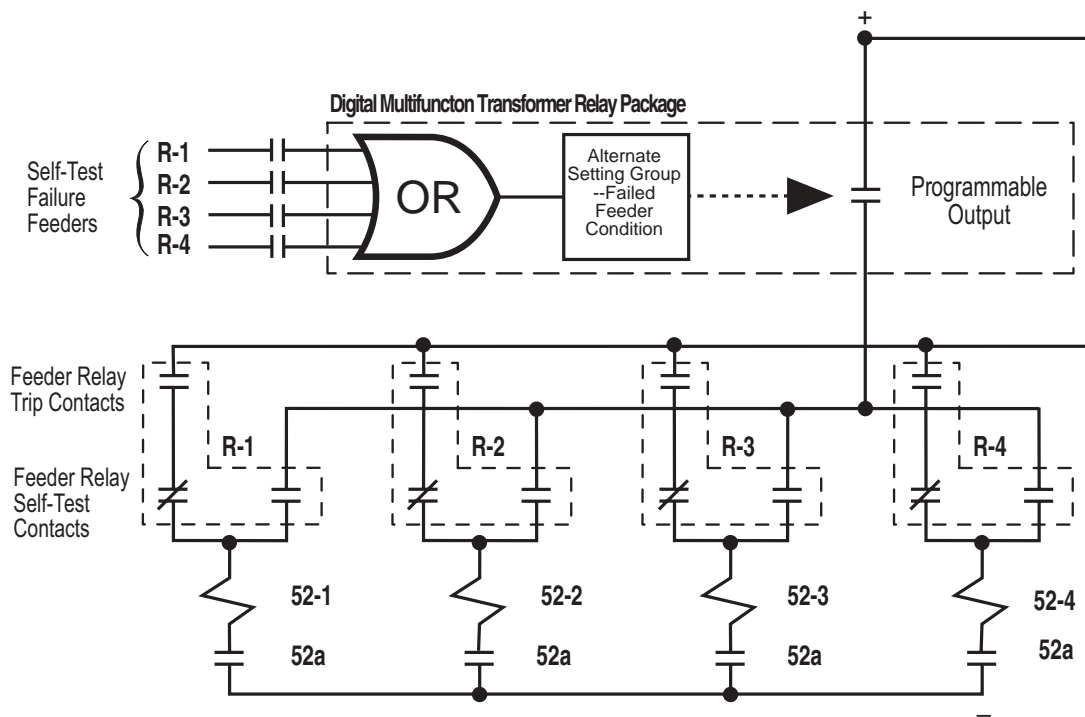 +
Digital Multifuncton Transformer Relay Package
Self-Test
Failure
Feeders
R-1
R-2
R-3
R-4
OR
Alternate
Setting Group
--Failed
Feeder
Condition
Programmable
Output
Feeder Relay
Trip Contacts
R-1
R-2
R-3
R-4
Feeder Relay
Self-Test
Contacts
52-1
52-2
52-3
52-4
52a
52a
52a
52a
–